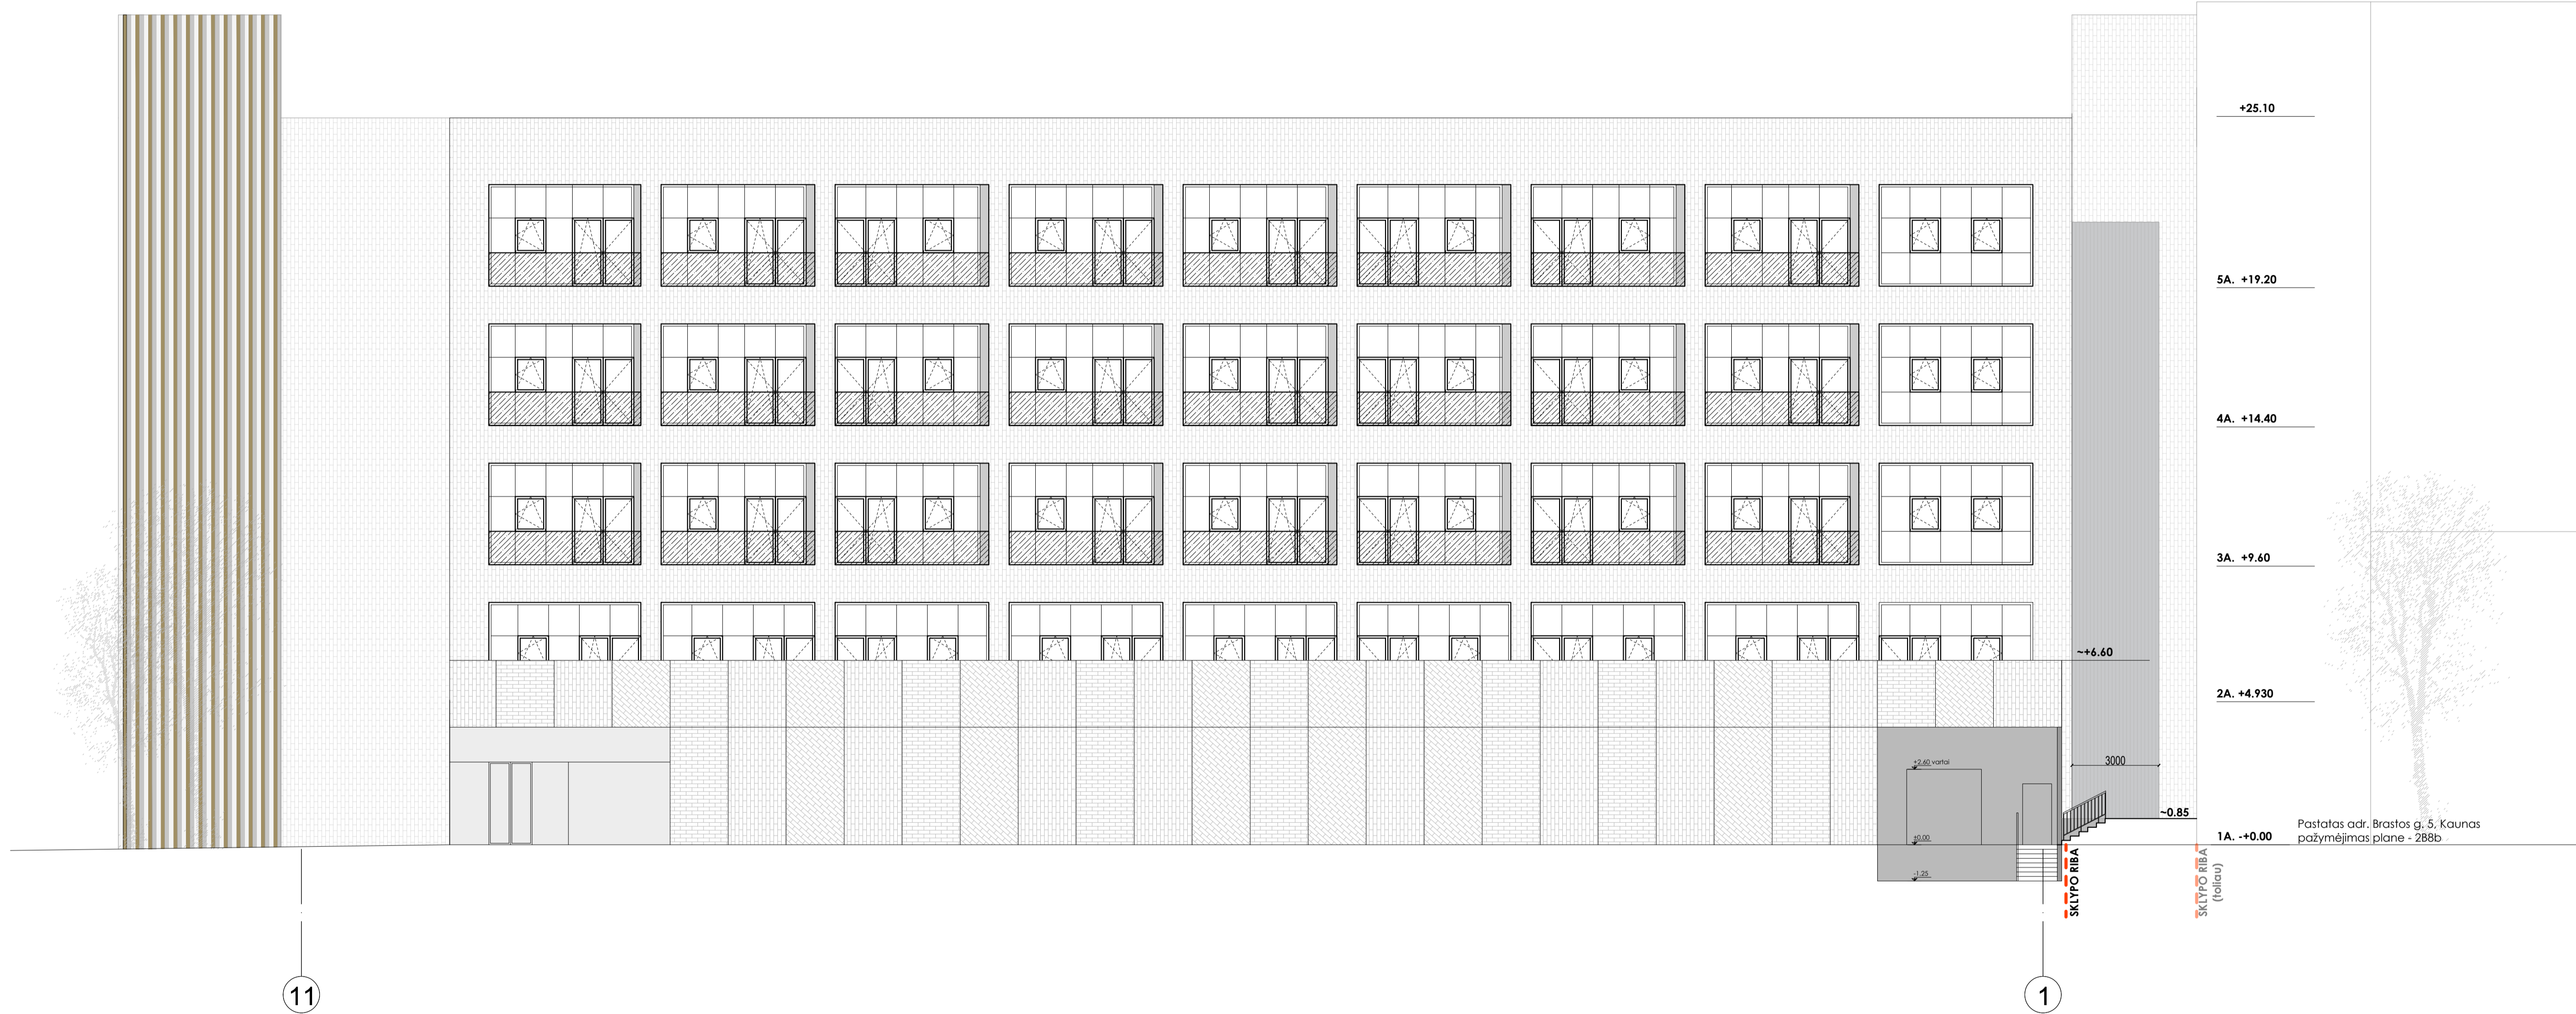 +25.10
5A. +19.20
4A. +14.40
3A. +9.60
~+6.60
2A. +4.930
+2.60 vartai
3000
~0.85
±0.00
1A. -+0.00
Pastatas adr. Brastos g. 5, Kaunas
pažymėjimas plane - 2B8b
-1.25
SKLYPO RIBA
SKLYPO RIBA
(toliau)
11
1